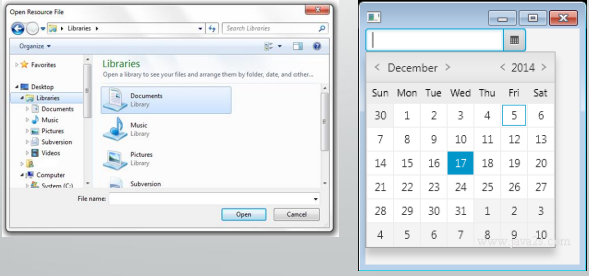 Open Resource File
Libraries
Search Libraries
Organize
Favorites
Desktop
Libraries
Documents
Music
Pictures
Subversion
Videos
Computer
System (C:)
Libraries
Open a library to see your files and arrange them by folder, date, and other...
Documents
Library
Music
Library
Pictures
Library
Subversion
File name:
Open Cancel
< December > < 2014 >
Sun Mon Tue Wed Thu Fri Sat
30 1 2 3 4 5 6
7 8 9 10 11 12 13
14 15 16 17 18 19 20
21 22 23 24 25 26 27
28 29 30 31 1 2 3
4 5 6 7 8 9 10